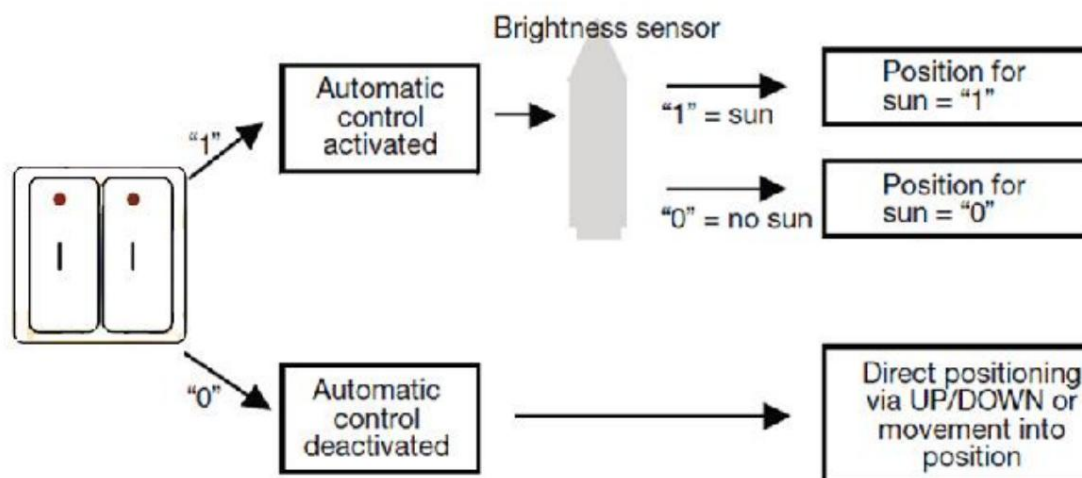 Brightness sensor
Automatic
control
activated
"1"
"1" = sun
Position for
sun = "1"
"0" = no sun
Position for
sun = "0"
"0"
Automatic
control
deactivated
Direct positioning
via UP/DOWN or
movement into
position